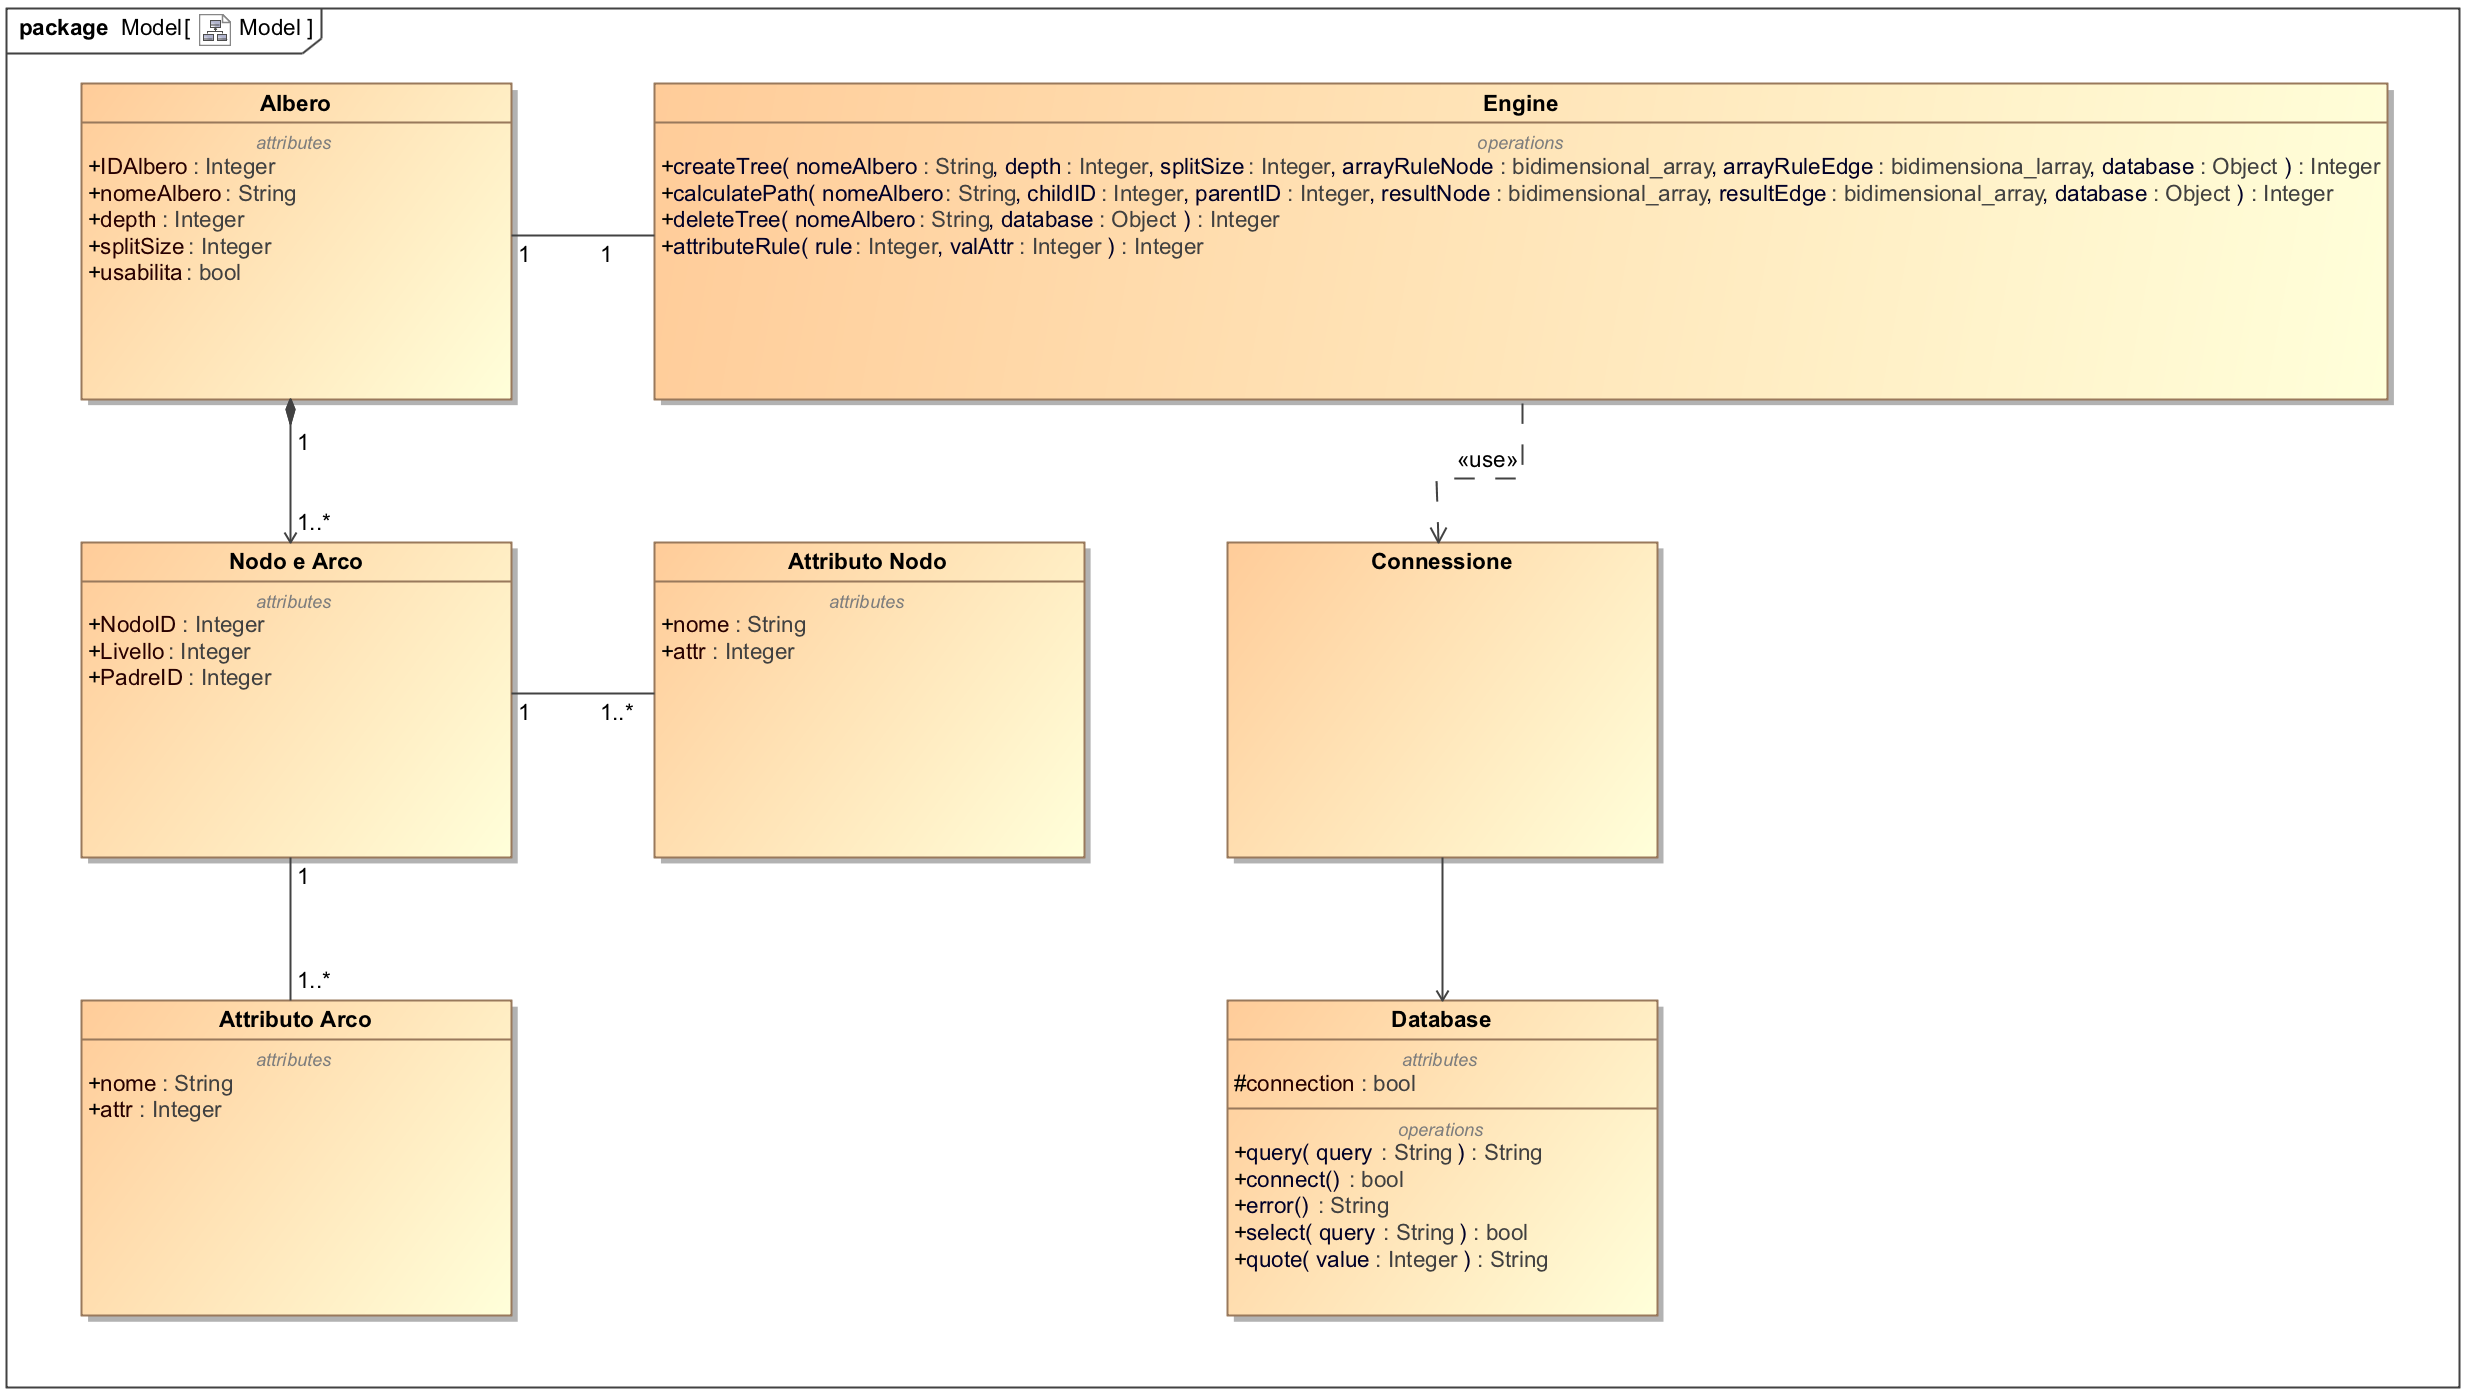 package Model[ Model ]
Albero
attributes
+IDAlbero : Integer
+nomeAlbero : String
+depth : Integer
+splitSize : Integer
+usabilita : bool
1
1
Engine
operations
+createTree( nomeAlbero : String, depth : Integer, splitSize : Integer, arrayRuleNode : bidimensional_array, arrayRuleEdge : bidimensiona_larray, database : Object ) : Integer
+calculatePath( nomeAlbero : String, childID : Integer, parentID : Integer, resultNode : bidimensional_array, resultEdge : bidimensional_array, database : Object ) : Integer
+deleteTree( nomeAlbero : String, database : Object ) : Integer
+attributeRule( rule : Integer, valAttr : Integer ) : Integer
1
1..*
«use»
Nodo e Arco
attributes
+NodoID : Integer
+Livello : Integer
+PadreID : Integer
1
1..*
Attributo Nodo
attributes
+nome : String
+attr : Integer
Connessione
1
1..*
Attributo Arco
attributes
+nome : String
+attr : Integer
Database
attributes
#connection : bool
operations
+query( query : String ) : String
+connect() : bool
+error() : String
+select( query : String ) : bool
+quote( value : Integer ) : String